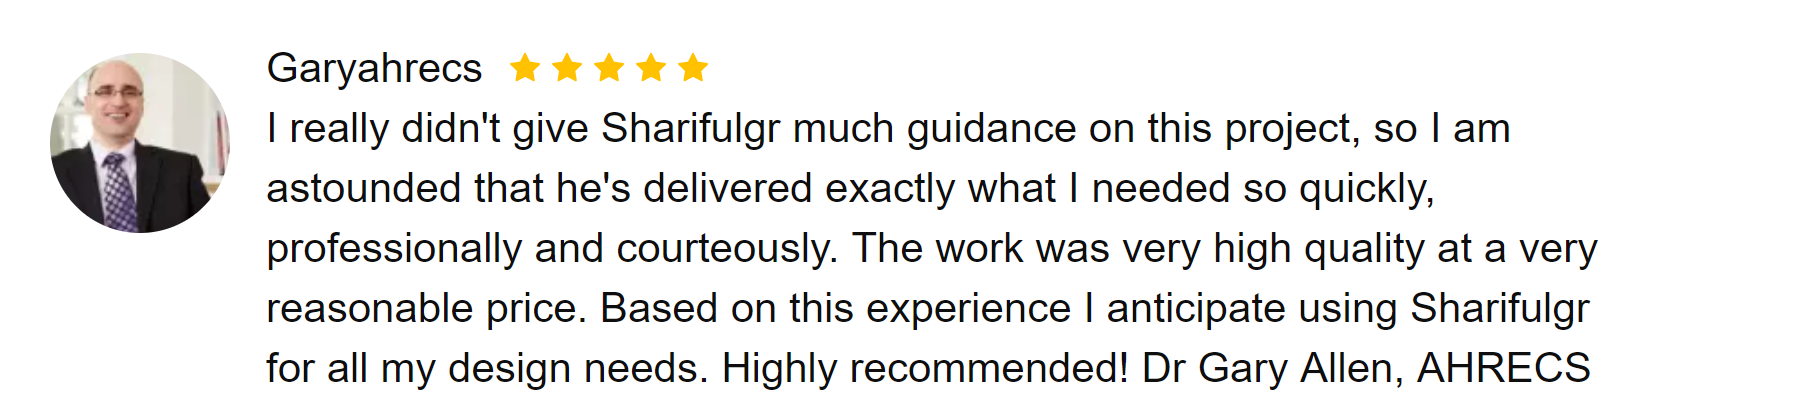 Garyahrecs
I really didn't give Sharifulgr much guidance on this project, so I am
astounded that he's delivered exactly what I needed so quickly,
professionally and courteously. The work was very high quality at a very
reasonable price. Based on this experience I anticipate using Sharifulgr
for all my design needs. Highly recommended! Dr Gary Allen, AHRECS